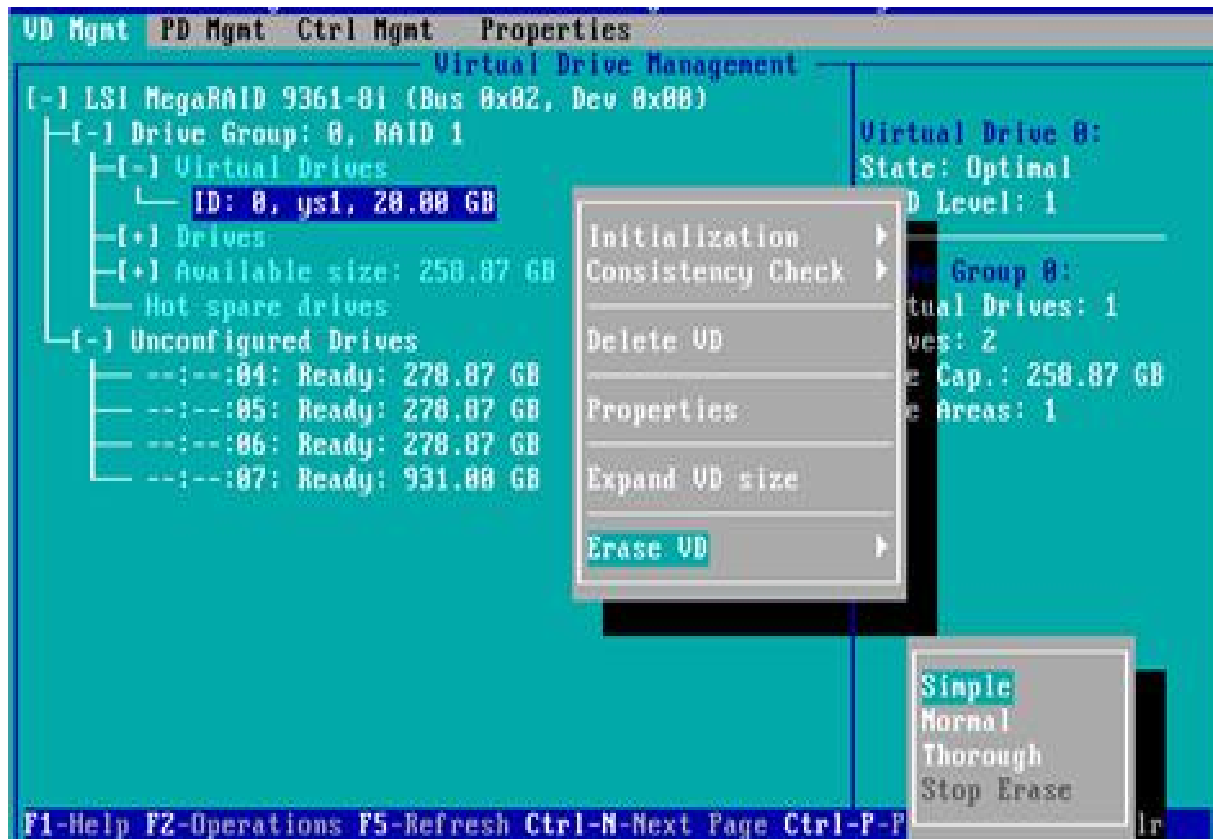 VD Mgmt PD Mgmt Ctrl Mgmt Properties
Virtual Drive Management
[-] LSI MegaRAID 9361-8i (Bus 0x02, Dev 0x00)
[-] Drive Group: 0, RAID 1
[-] Virtual Drives
ID: 0, ys1, 20.00 GB
[+] Drives
[+] Available size: 258.87 GB
Hot spare drives
[-] Unconfigured Drives
--:--:04: Ready: 278.87 GB
--:--:05: Ready: 278.87 GB
--:--:06: Ready: 278.87 GB
--:--:07: Ready: 931.00 GB
Initialization
Consistency Check
Delete VD
Properties
Expand VD size
Erase VD
Simple
Normal
Thorough
Stop Erase
Virtual Drive 0:
State: Optimal
D Level: 1
Group 0:
tual Drives: 1
ves: 2
e Cap.: 258.87 GB
e Areas: 1
F1-Help F2-Operations F5-Refresh Ctrl-N-Next Page Ctrl-P-P
lr